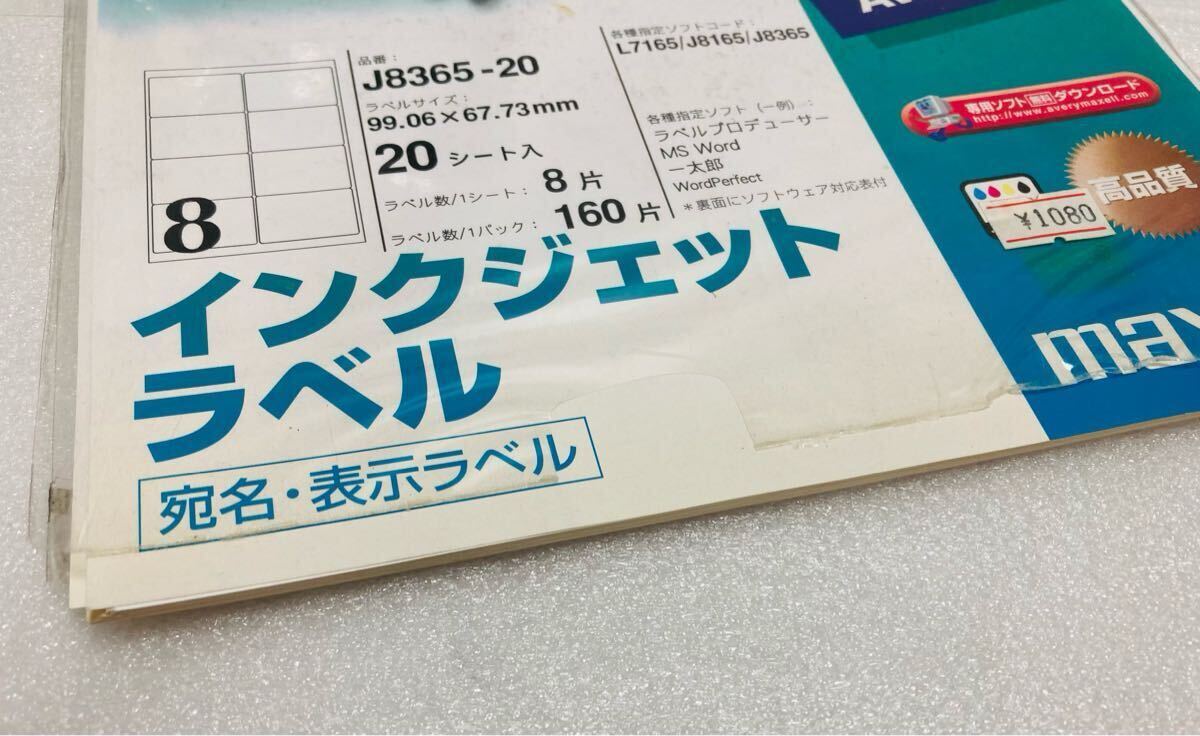 品番：
J8365-20
ラベルサイズ：
99.06×67.73mm
20 シート入
ラベル数/1シート： 8 片
ラベル数/1パック： 160 片
8
各種指定ソフトコード：
L7165/J8165/J8365
各種指定ソフト（一例）：
ラベルプロデューサー
MS Word
一太郎
WordPerfect
＊裏面にソフトウェア対応表付
専用ソフト 無料 ダウンロード
http://www.averymaxell.com
高品質
¥1080
インクジェット
ラベル
宛名・表示ラベル